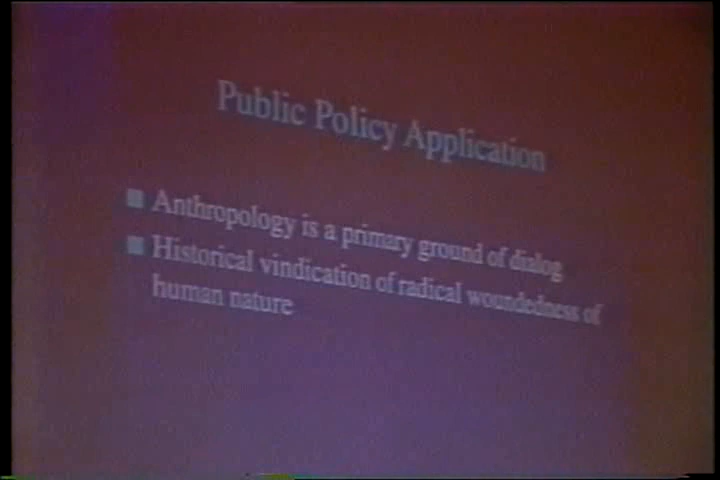 Public Policy Application
Anthropology is a primary ground of dialog
Historical vindication of radical woundedness of
human nature